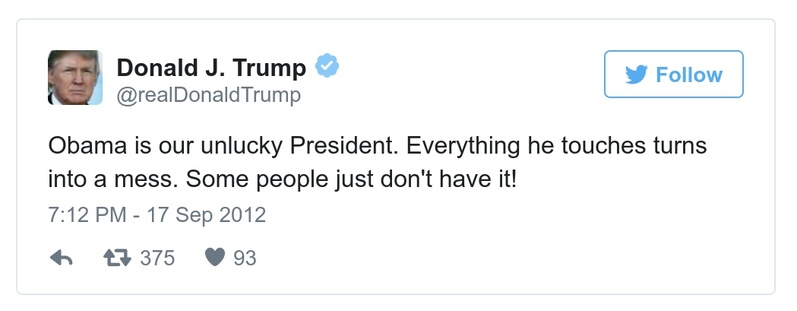 Donald J. Trump
@realDonaldTrump
Follow
Obama is our unlucky President. Everything he touches turns
into a mess. Some people just don't have it!
7:12 PM - 17 Sep 2012
375 93